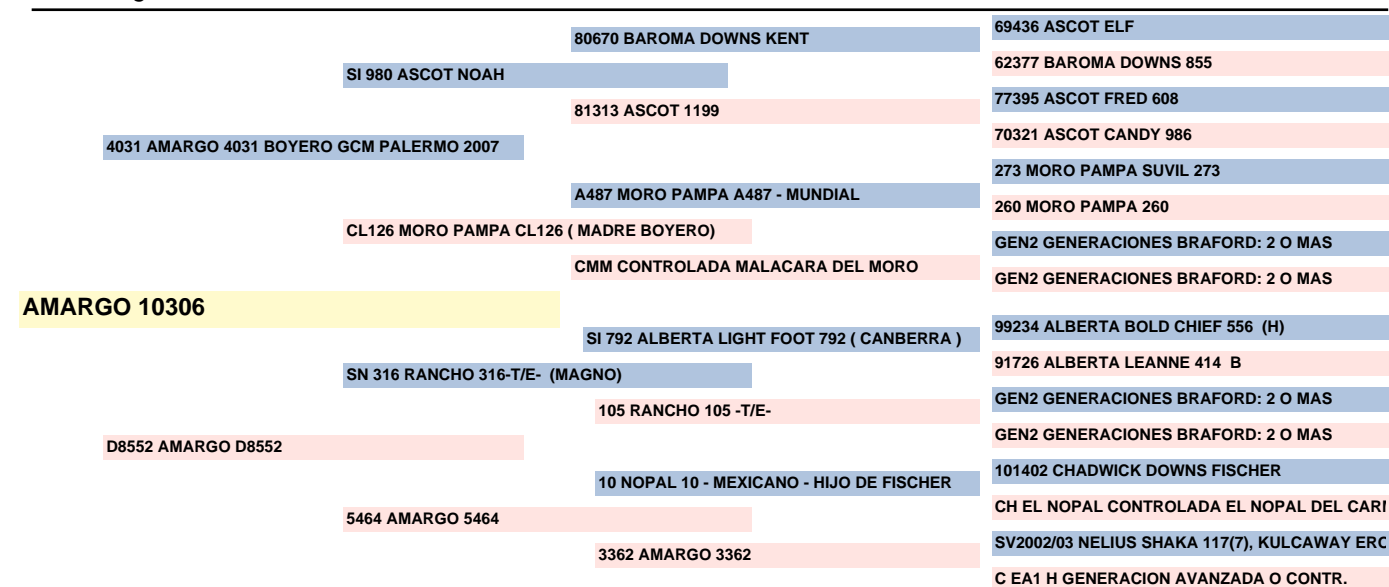 69436 ASCOT ELF
80670 BAROMA DOWNS KENT
62377 BAROMA DOWNS 855
SI 980 ASCOT NOAH
77395 ASCOT FRED 608
81313 ASCOT 1199
70321 ASCOT CANDY 986
4031 AMARGO 4031 BOYERO GCM PALERMO 2007
273 MORO PAMPA SUVIL 273
A487 MORO PAMPA A487 - MUNDIAL
260 MORO PAMPA 260
CL126 MORO PAMPA CL126 ( MADRE BOYERO)
GEN2 GENERACIONES BRAFORD: 2 O MAS
CMM CONTROLADA MALACARA DEL MORO
GEN2 GENERACIONES BRAFORD: 2 O MAS
AMARGO 10306
99234 ALBERTA BOLD CHIEF 556 (H)
SI 792 ALBERTA LIGHT FOOT 792 ( CANBERRA )
91726 ALBERTA LEANNE 414 B
SN 316 RANCHO 316-T/E- (MAGNO)
GEN2 GENERACIONES BRAFORD: 2 O MAS
105 RANCHO 105 -T/E-
GEN2 GENERACIONES BRAFORD: 2 O MAS
D8552 AMARGO D8552
101402 CHADWICK DOWNS FISCHER
10 NOPAL 10 - MEXICANO - HIJO DE FISCHER
CH EL NOPAL CONTROLADA EL NOPAL DEL
5464 AMARGO 5464
SV2002/03 NELIUS SHAKA 117(7), KULCAWAY
3362 AMARGO 3362
C EA1 H GENERACION AVANZADA O CONTR.